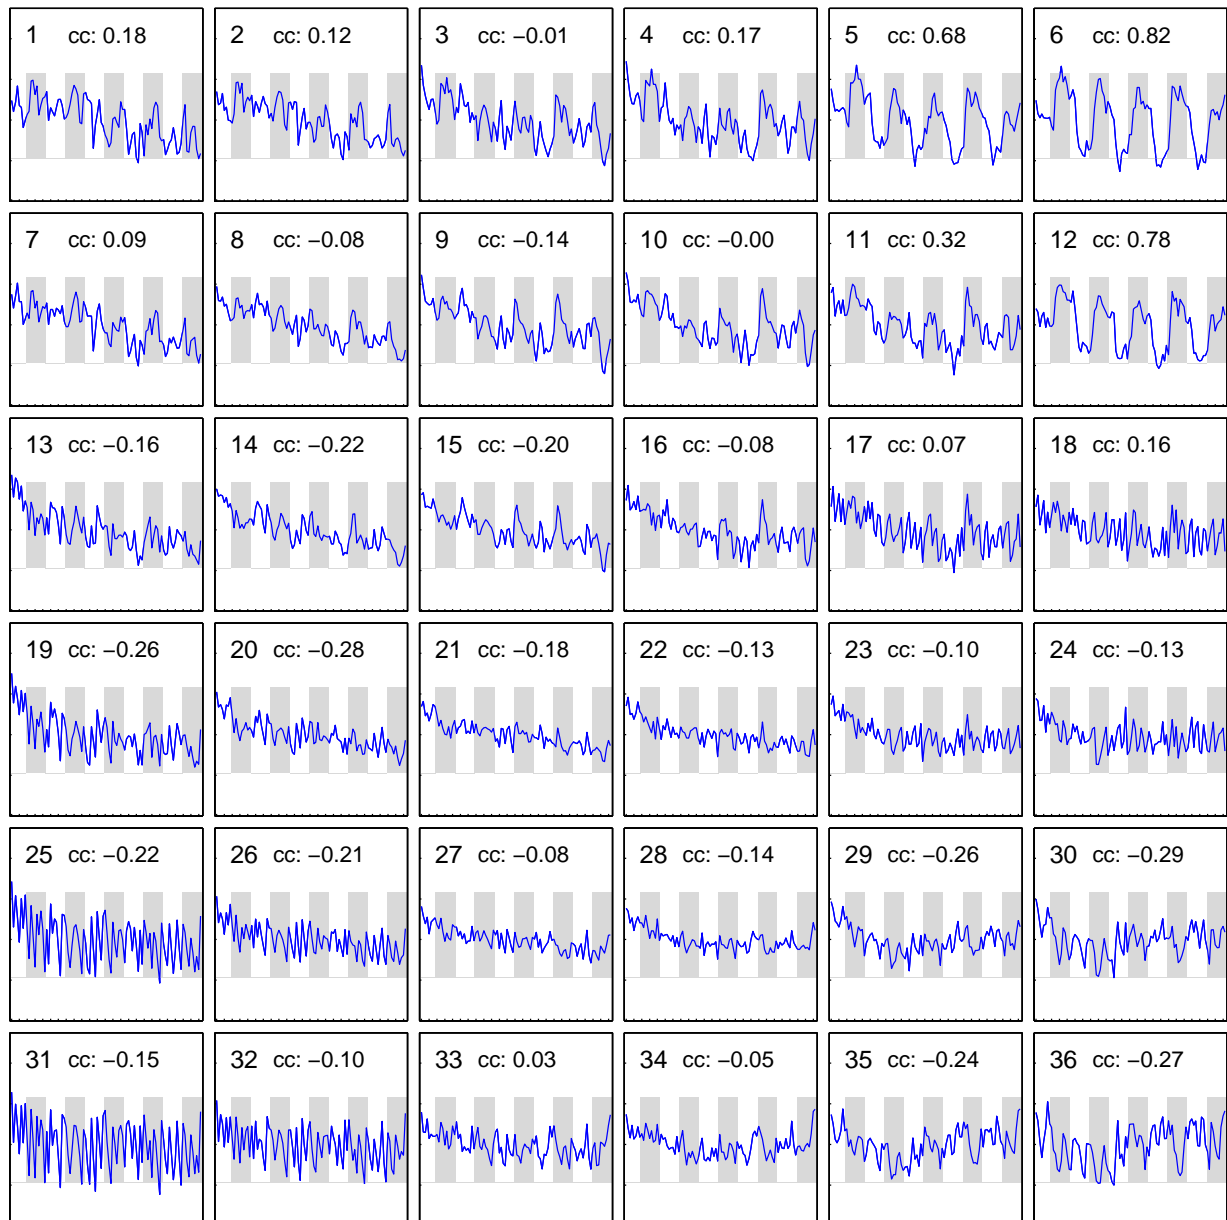 1 cc: 0.18 2 cc: 0.12 3 cc: −0.01 4 cc: 0.17 5 cc: 0.68 6 cc: 0.82
7 cc: 0.09 8 cc: −0.08 9 cc: −0.14 10 cc: −0.00 11 cc: 0.32 12 cc: 0.78
13 cc: −0.16 14 cc: −0.22 15 cc: −0.20 16 cc: −0.08 17 cc: 0.07 18 cc: 0.16
19 cc: −0.26 20 cc: −0.28 21 cc: −0.18 22 cc: −0.13 23 cc: −0.10 24 cc: −0.13
25 cc: −0.22 26 cc: −0.21 27 cc: −0.08 28 cc: −0.14 29 cc: −0.26 30 cc: −0.29
31 cc: −0.15 32 cc: −0.10 33 cc: 0.03 34 cc: −0.05 35 cc: −0.24 36 cc: −0.27